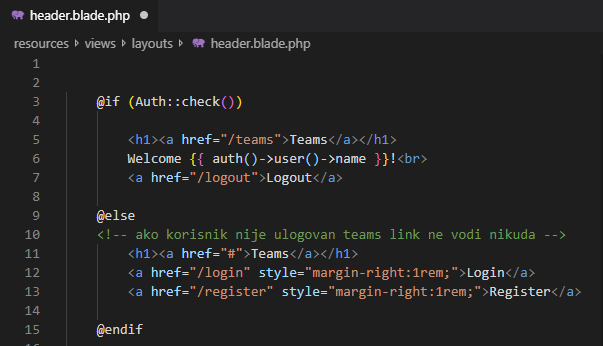 header.blade.php
resources > views > layouts > header.blade.php
1
2
3 @if (Auth::check())
4
5 <h1><a href="/teams">Teams</a></h1>
6 Welcome {{ auth()->user()->name }}!<br>
7 <a href="/logout">Logout</a>
8
9 @else
10 <!-- ako korisnik nije ulogovan teams link ne vodi nikuda -->
11 <h1><a href="#">Teams</a></h1>
12 <a href="/login" style="margin-right:1rem;">Login</a>
13 <a href="/register" style="margin-right:1rem;">Register</a>
14
15 @endif